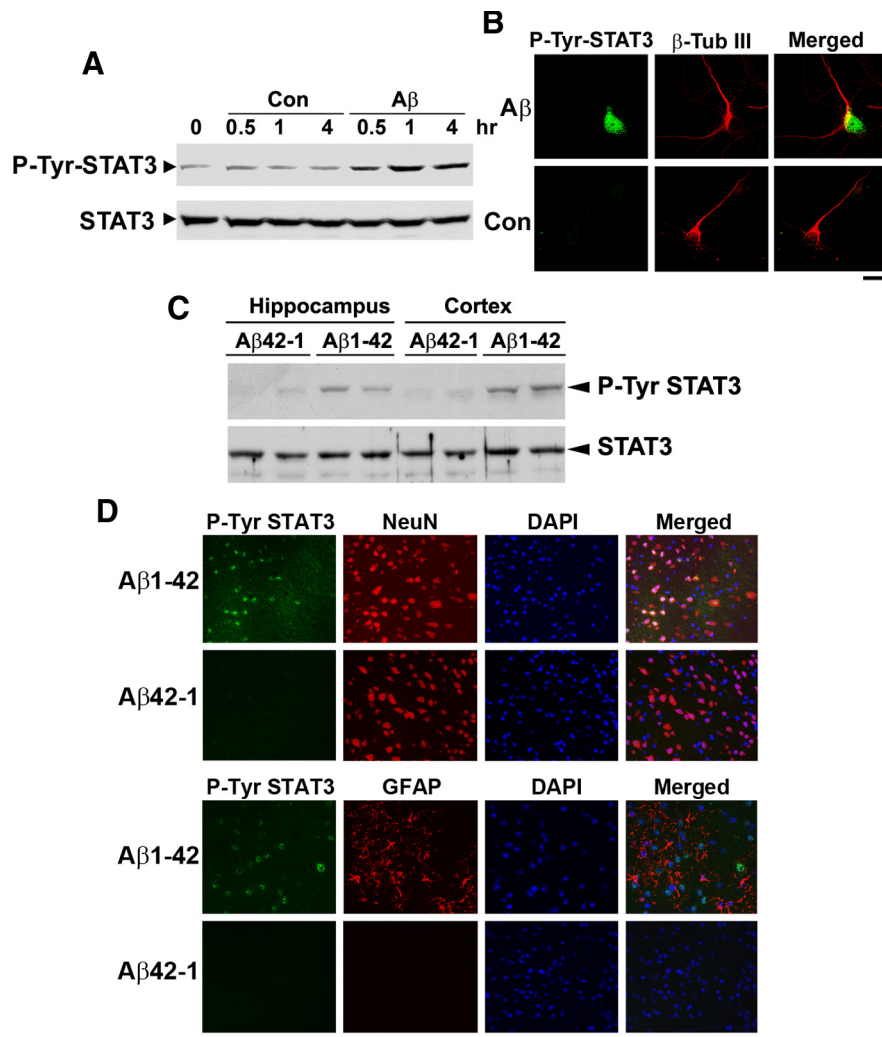 A
Con Aβ
0 0.5 1 4 0.5 1 4 hr
P-Tyr-STAT3
STAT3
B
P-Tyr-STAT3 β-Tub III Merged
Aβ
Con
C
Hippocampus Cortex
Aβ42-1 Aβ1-42 Aβ42-1 Aβ1-42
P-Tyr STAT3
STAT3
D
P-Tyr STAT3 NeuN DAPI Merged
Aβ1-42
Aβ42-1
P-Tyr STAT3 GFAP DAPI Merged
Aβ1-42
Aβ42-1